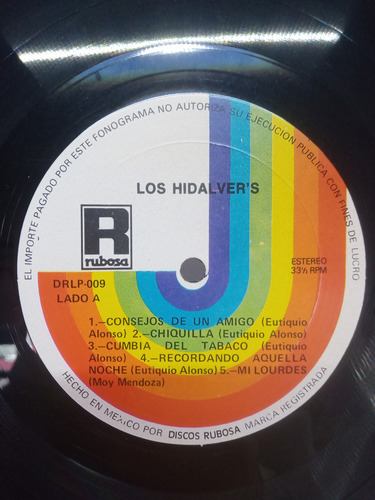 EL IMPORTE PAGADO POR ESTE FONOGRAMA NO AUTORIZA SU EJECUCION PUBLICA CON FINES DE LUCRO
LOS HIDALVER'S
R
rubosa
DRLP-009
LADO A
ESTEREO
33⅓ RPM
1.-CONSEJOS DE UN AMIGO (Eutiquio
Alonso) 2.-CHIQUILLA (Eutiquio Alonso)
3.-CUMBIA DEL TABACO (Eutiquio
Alonso) 4.-RECORDANDO AQUELLA
NOCHE (Eutiquio Alonso) 5.-MI LOURDES
(Moy Mendoza)
HECHO EN MEXICO POR DISCOS RUBOSA MARCA REGISTRADA